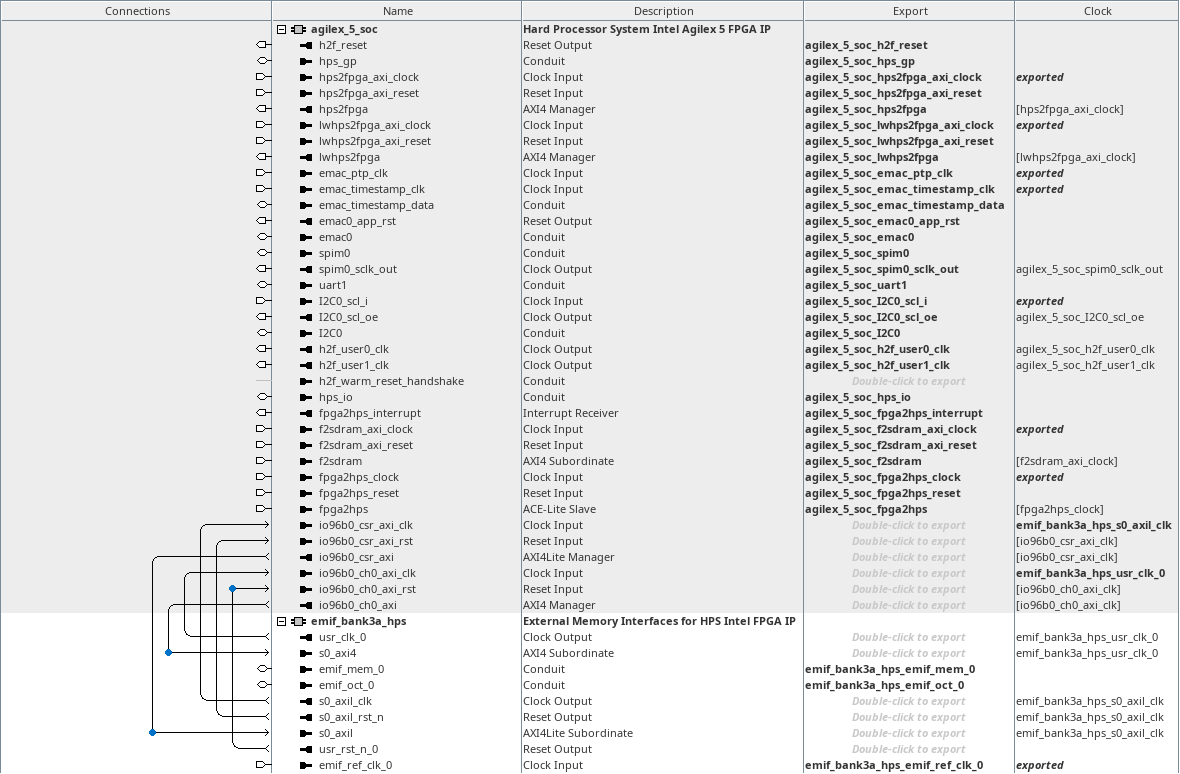 Connections Name Description Export Clock
agilex_5_soc Hard Processor System Intel Agilex 5 FPGA IP
h2f_reset Reset Output agilex_5_soc_h2f_reset
hps_gp Conduit agilex_5_soc_hps_gp
hps2fpga_axi_clock Clock Input agilex_5_soc_hps2fpga_axi_clock exported
hps2fpga_axi_reset Reset Input agilex_5_soc_hps2fpga_axi_reset
hps2fpga AXI4 Manager agilex_5_soc_hps2fpga [hps2fpga_axi_clock]
lwhps2fpga_axi_clock Clock Input agilex_5_soc_lwhps2fpga_axi_clock exported
lwhps2fpga_axi_reset Reset Input agilex_5_soc_lwhps2fpga_axi_reset
lwhps2fpga AXI4 Manager agilex_5_soc_lwhps2fpga [lwhps2fpga_axi_clock]
emac_ptp_clk Clock Input agilex_5_soc_emac_ptp_clk exported
emac_timestamp_clk Clock Input agilex_5_soc_emac_timestamp_clk exported
emac_timestamp_data Conduit agilex_5_soc_emac_timestamp_data
emac0_app_rst Reset Output agilex_5_soc_emac0_app_rst
emac0 Conduit agilex_5_soc_emac0
spim0 Conduit agilex_5_soc_spim0
spim0_sclk_out Clock Output agilex_5_soc_spim0_sclk_out agilex_5_soc_spim0_sclk_out
uart1 Conduit agilex_5_soc_uart1
I2C0_scl_i Clock Input agilex_5_soc_I2C0_scl_i exported
I2C0_scl_oe Clock Output agilex_5_soc_I2C0_scl_oe agilex_5_soc_I2C0_scl_oe
I2C0 Conduit agilex_5_soc_I2C0
h2f_user0_clk Clock Output agilex_5_soc_h2f_user0_clk agilex_5_soc_h2f_user0_clk
h2f_user1_clk Clock Output agilex_5_soc_h2f_user1_clk agilex_5_soc_h2f_user1_clk
h2f_warm_reset_handshake Conduit Double-click to export
hps_io Conduit agilex_5_soc_hps_io
fpga2hps_interrupt Interrupt Receiver agilex_5_soc_fpga2hps_interrupt
f2sdram_axi_clock Clock Input agilex_5_soc_f2sdram_axi_clock exported
f2sdram_axi_reset Reset Input agilex_5_soc_f2sdram_axi_reset
f2sdram AXI4 Subordinate agilex_5_soc_f2sdram [f2sdram_axi_clock]
fpga2hps_clock Clock Input agilex_5_soc_fpga2hps_clock exported
fpga2hps_reset Reset Input agilex_5_soc_fpga2hps_reset
fpga2hps ACE-Lite Slave agilex_5_soc_fpga2hps [fpga2hps_clock]
io96b0_csr_axi_clk Clock Input Double-click to export emif_bank3a_hps_s0_axil_clk
io96b0_csr_axi_rst Reset Input Double-click to export [io96b0_csr_axi_clk]
io96b0_csr_axi AXI4Lite Manager Double-click to export [io96b0_csr_axi_clk]
io96b0_ch0_axi_clk Clock Input Double-click to export emif_bank3a_hps_usr_clk_0
io96b0_ch0_axi_rst Reset Input Double-click to export [io96b0_ch0_axi_clk]
io96b0_ch0_axi AXI4 Manager Double-click to export [io96b0_ch0_axi_clk]
emif_bank3a_hps External Memory Interfaces for HPS Intel FPGA IP
usr_clk_0 Clock Output Double-click to export emif_bank3a_hps_usr_clk_0
s0_axi4 AXI4 Subordinate Double-click to export emif_bank3a_hps_usr_clk_0
emif_mem_0 Conduit emif_bank3a_hps_emif_mem_0
emif_oct_0 Conduit emif_bank3a_hps_emif_oct_0
s0_axil_clk Clock Output Double-click to export emif_bank3a_hps_s0_axil_clk
s0_axil_rst_n Reset Output Double-click to export emif_bank3a_hps_s0_axil_clk
s0_axil AXI4Lite Subordinate Double-click to export emif_bank3a_hps_s0_axil_clk
usr_rst_n_0 Reset Output Double-click to export
emif_ref_clk_0 Clock Input emif_bank3a_hps_emif_ref_clk_0 exported